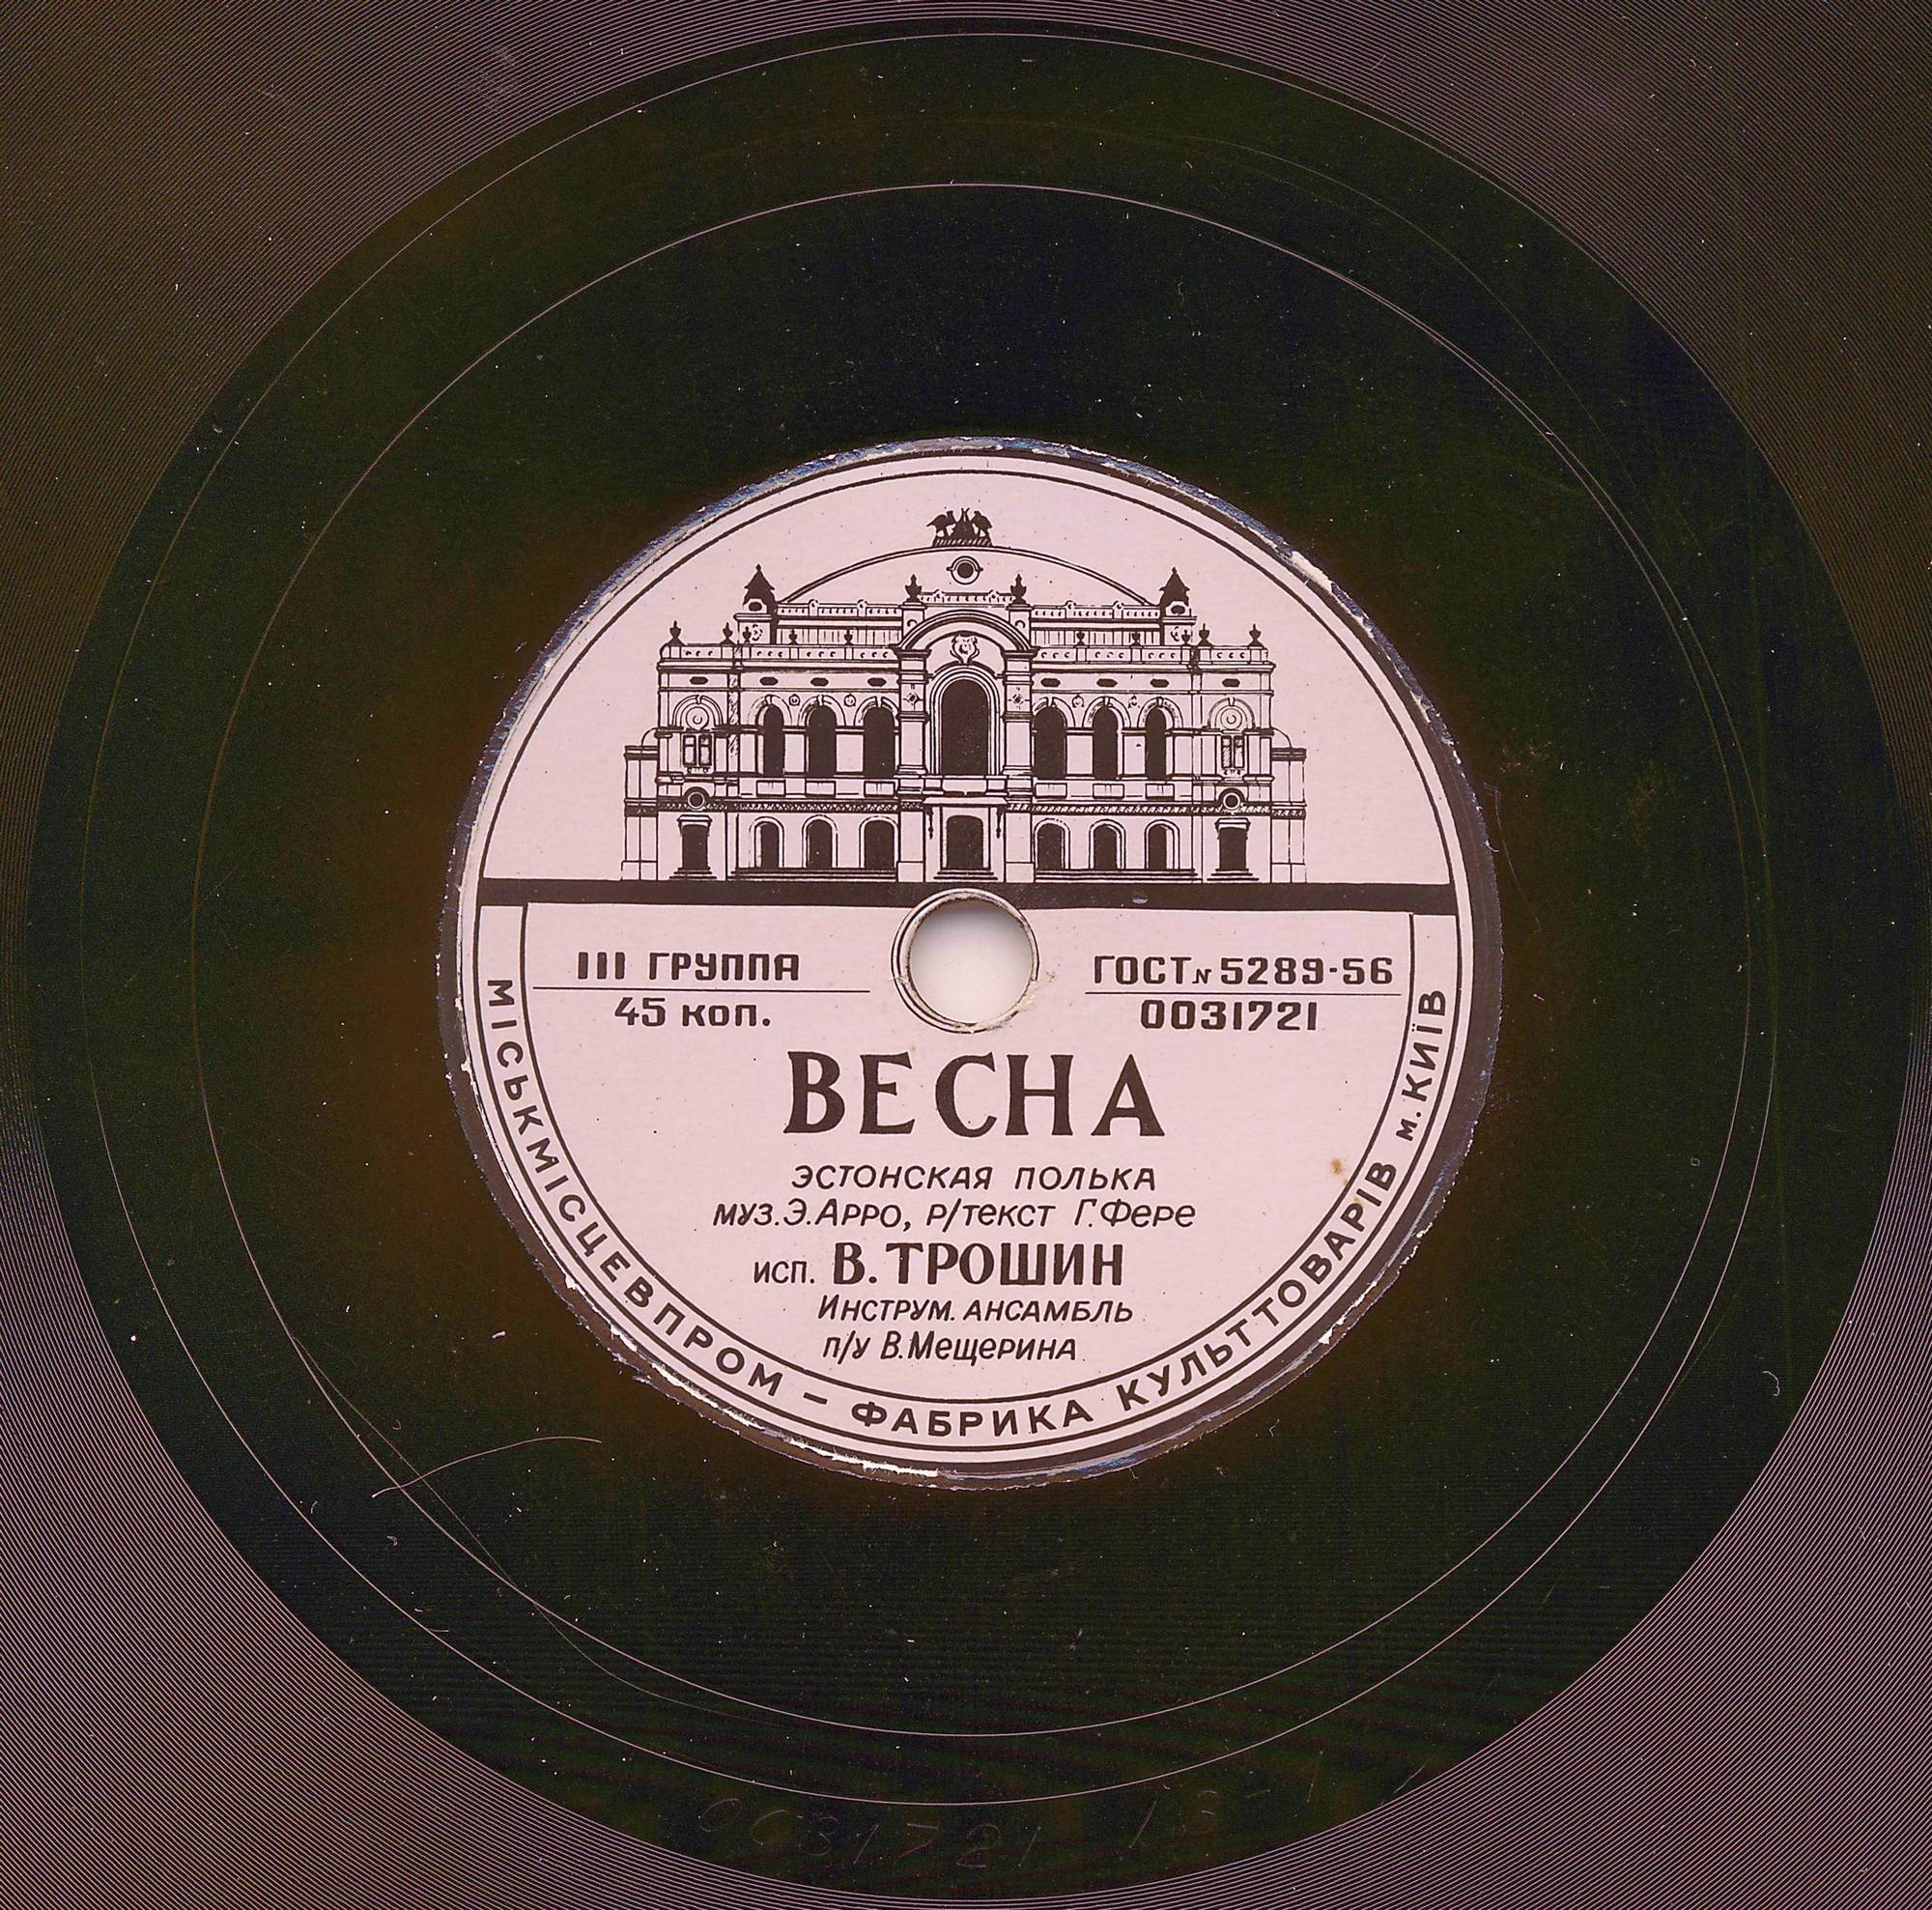 III ГРУППА
45 коп.
ГОСТ N 5289-56
0031721
ВЕСНА
ЭСТОНСКАЯ ПОЛЬКА
муз. Э. Арро, р/текст Г. Фере
исп. В. ТРОШИН
Инструм. ансамбль
п/у В. Мещерина
МІСЬКМІСЦЕВПРОМ – ФАБРИКА КУЛЬТТОВАРІВ м. КИЇВ
0031721